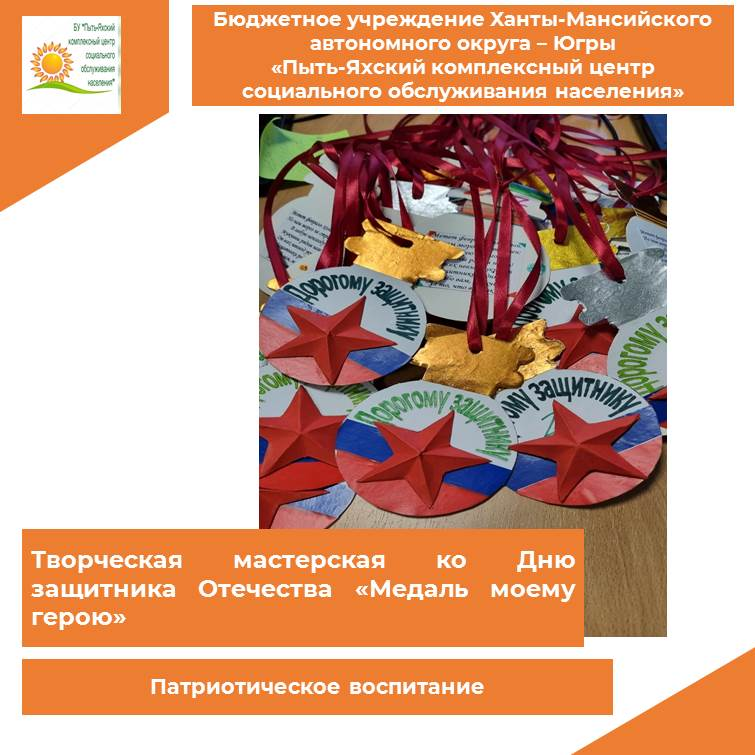 БУ "Пыть-Яхский
комплексный центр
социального
обслуживания
населения"
Бюджетное учреждение Ханты-Мансийского
автономного округа – Югры
«Пыть-Яхский комплексный центр
социального обслуживания населения»
Дорогому защитнику
Дорогому защитнику
Дорогому защитнику
Творческая мастерская ко Дню
защитника Отечества «Медаль моему
герою»
Патриотическое воспитание